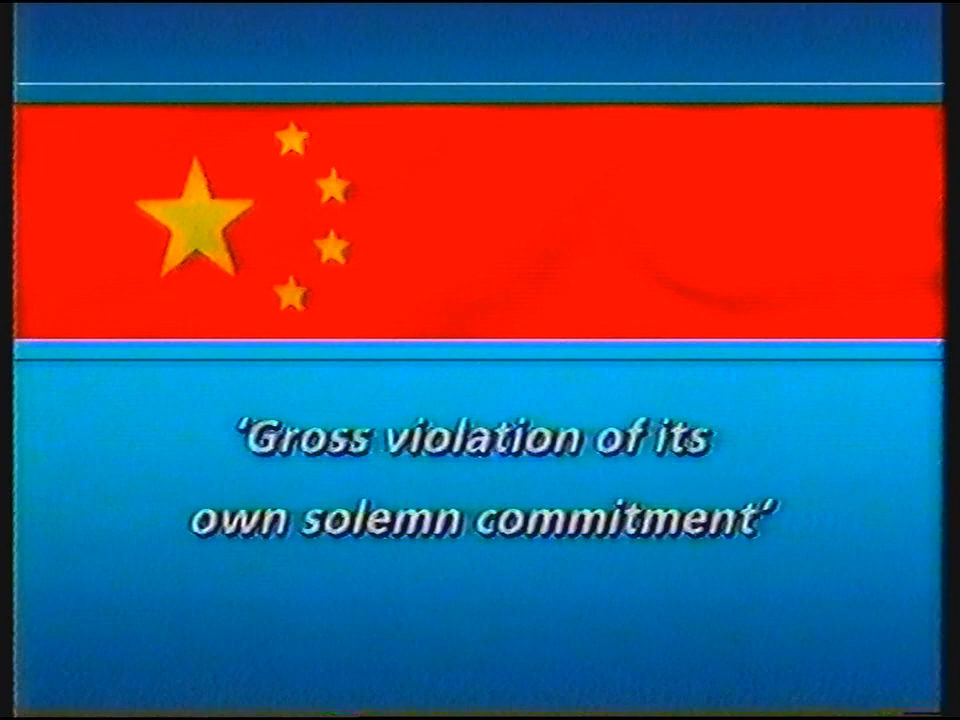 ‘Gross violation of its
own solemn commitment’